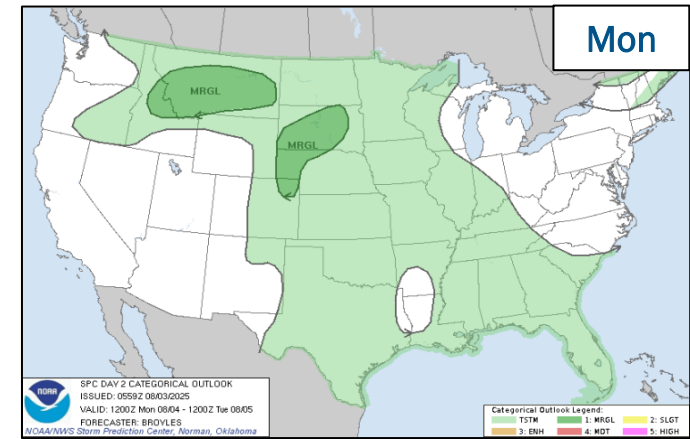 Mon
MRGL
MRGL
SPC DAY 2 CATEGORICAL OUTLOOK
ISSUED: 0559Z 08/03/2025
VALID: 1200Z Mon 08/04 - 1200Z Tue 08/05
FORECASTER: BROYLES
NOAA/NWS Storm Prediction Center, Norman, Oklahoma
NOAA
Categorical Outlook Legend:
TSTM 1: MRGL 2: SLGT
3: ENH 4: MDT 5: HIGH